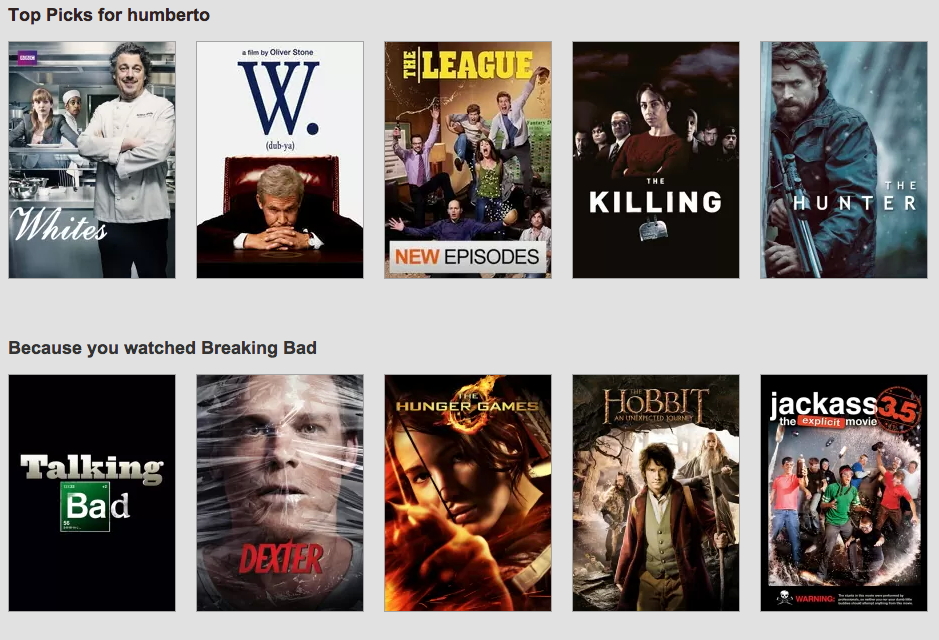 Top Picks for humberto
BBC
Whites
a film by Oliver Stone
W.
(dub·ya)
THE LEAGUE
NEW EPISODES
THE
KILLING
THE
HUNTER
Because you watched Breaking Bad
Talking
Bad
56
DEXTER
THE
HUNGER GAMES
THE
HOBBIT
AN UNEXPECTED JOURNEY
jackass 3.5
the explicit movie
WARNING: